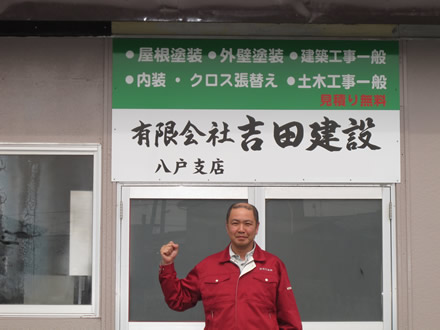 ●屋根塗装●外壁塗装●建築工事一般
●内装・クロス張替え●土木工事一般
見積り無料
有限会社吉田建設
八戸支店